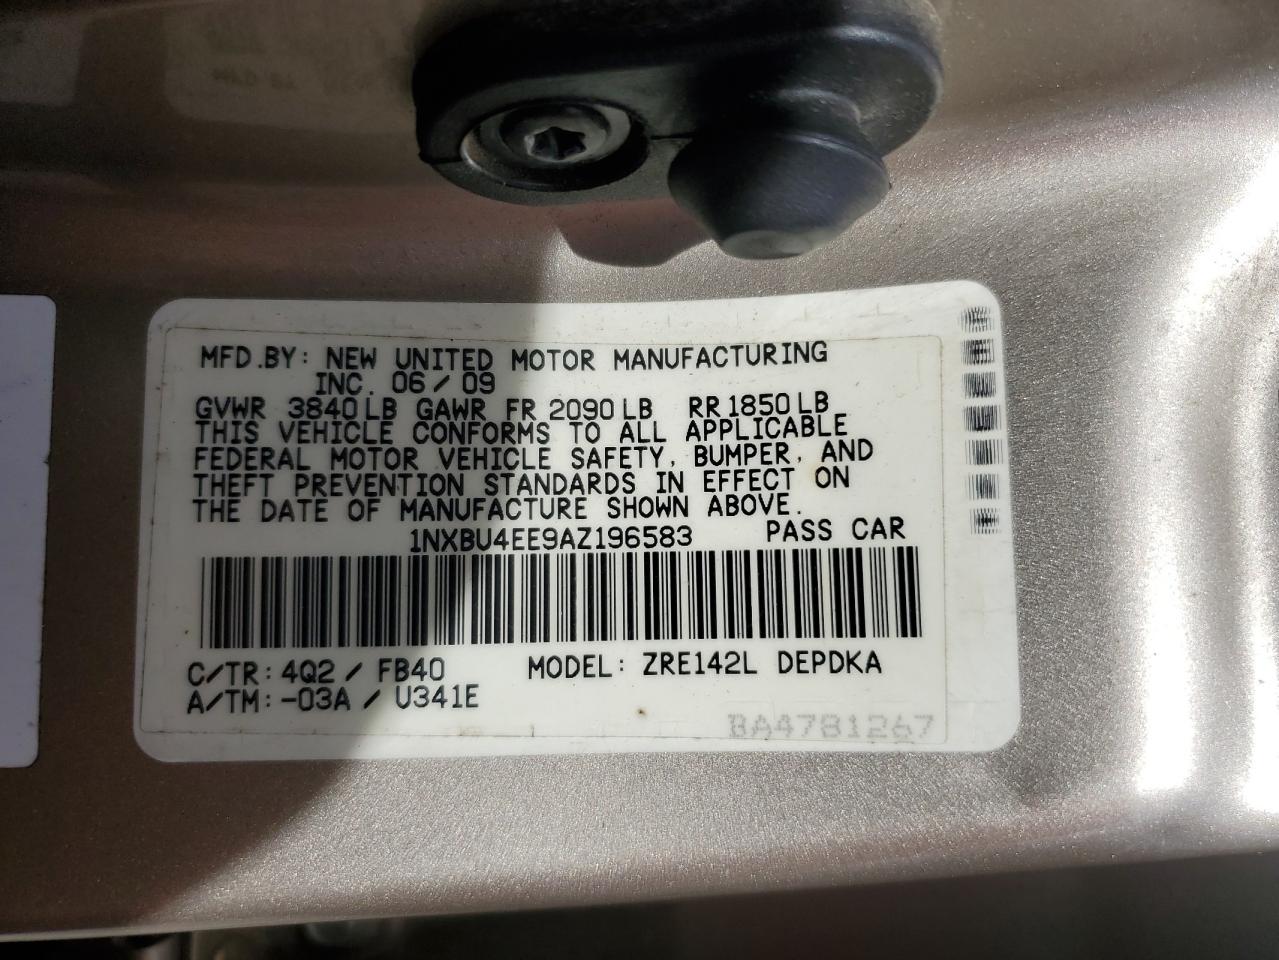 MFD.BY: NEW UNITED MOTOR MANUFACTURING
INC. 06/09
GVWR 3840LB GAWR FR 2090LB RR 1850LB
THIS VEHICLE CONFORMS TO ALL APPLICABLE
FEDERAL MOTOR VEHICLE SAFETY, BUMPER, AND
THEFT PREVENTION STANDARDS IN EFFECT ON
THE DATE OF MANUFACTURE SHOWN ABOVE.
1NXBU4EE9AZ196583 PASS CAR
C/TR: 4Q2 / FB40 MODEL: ZRE142L DEPDKA
A/TM: -03A / U341E
BA4781267